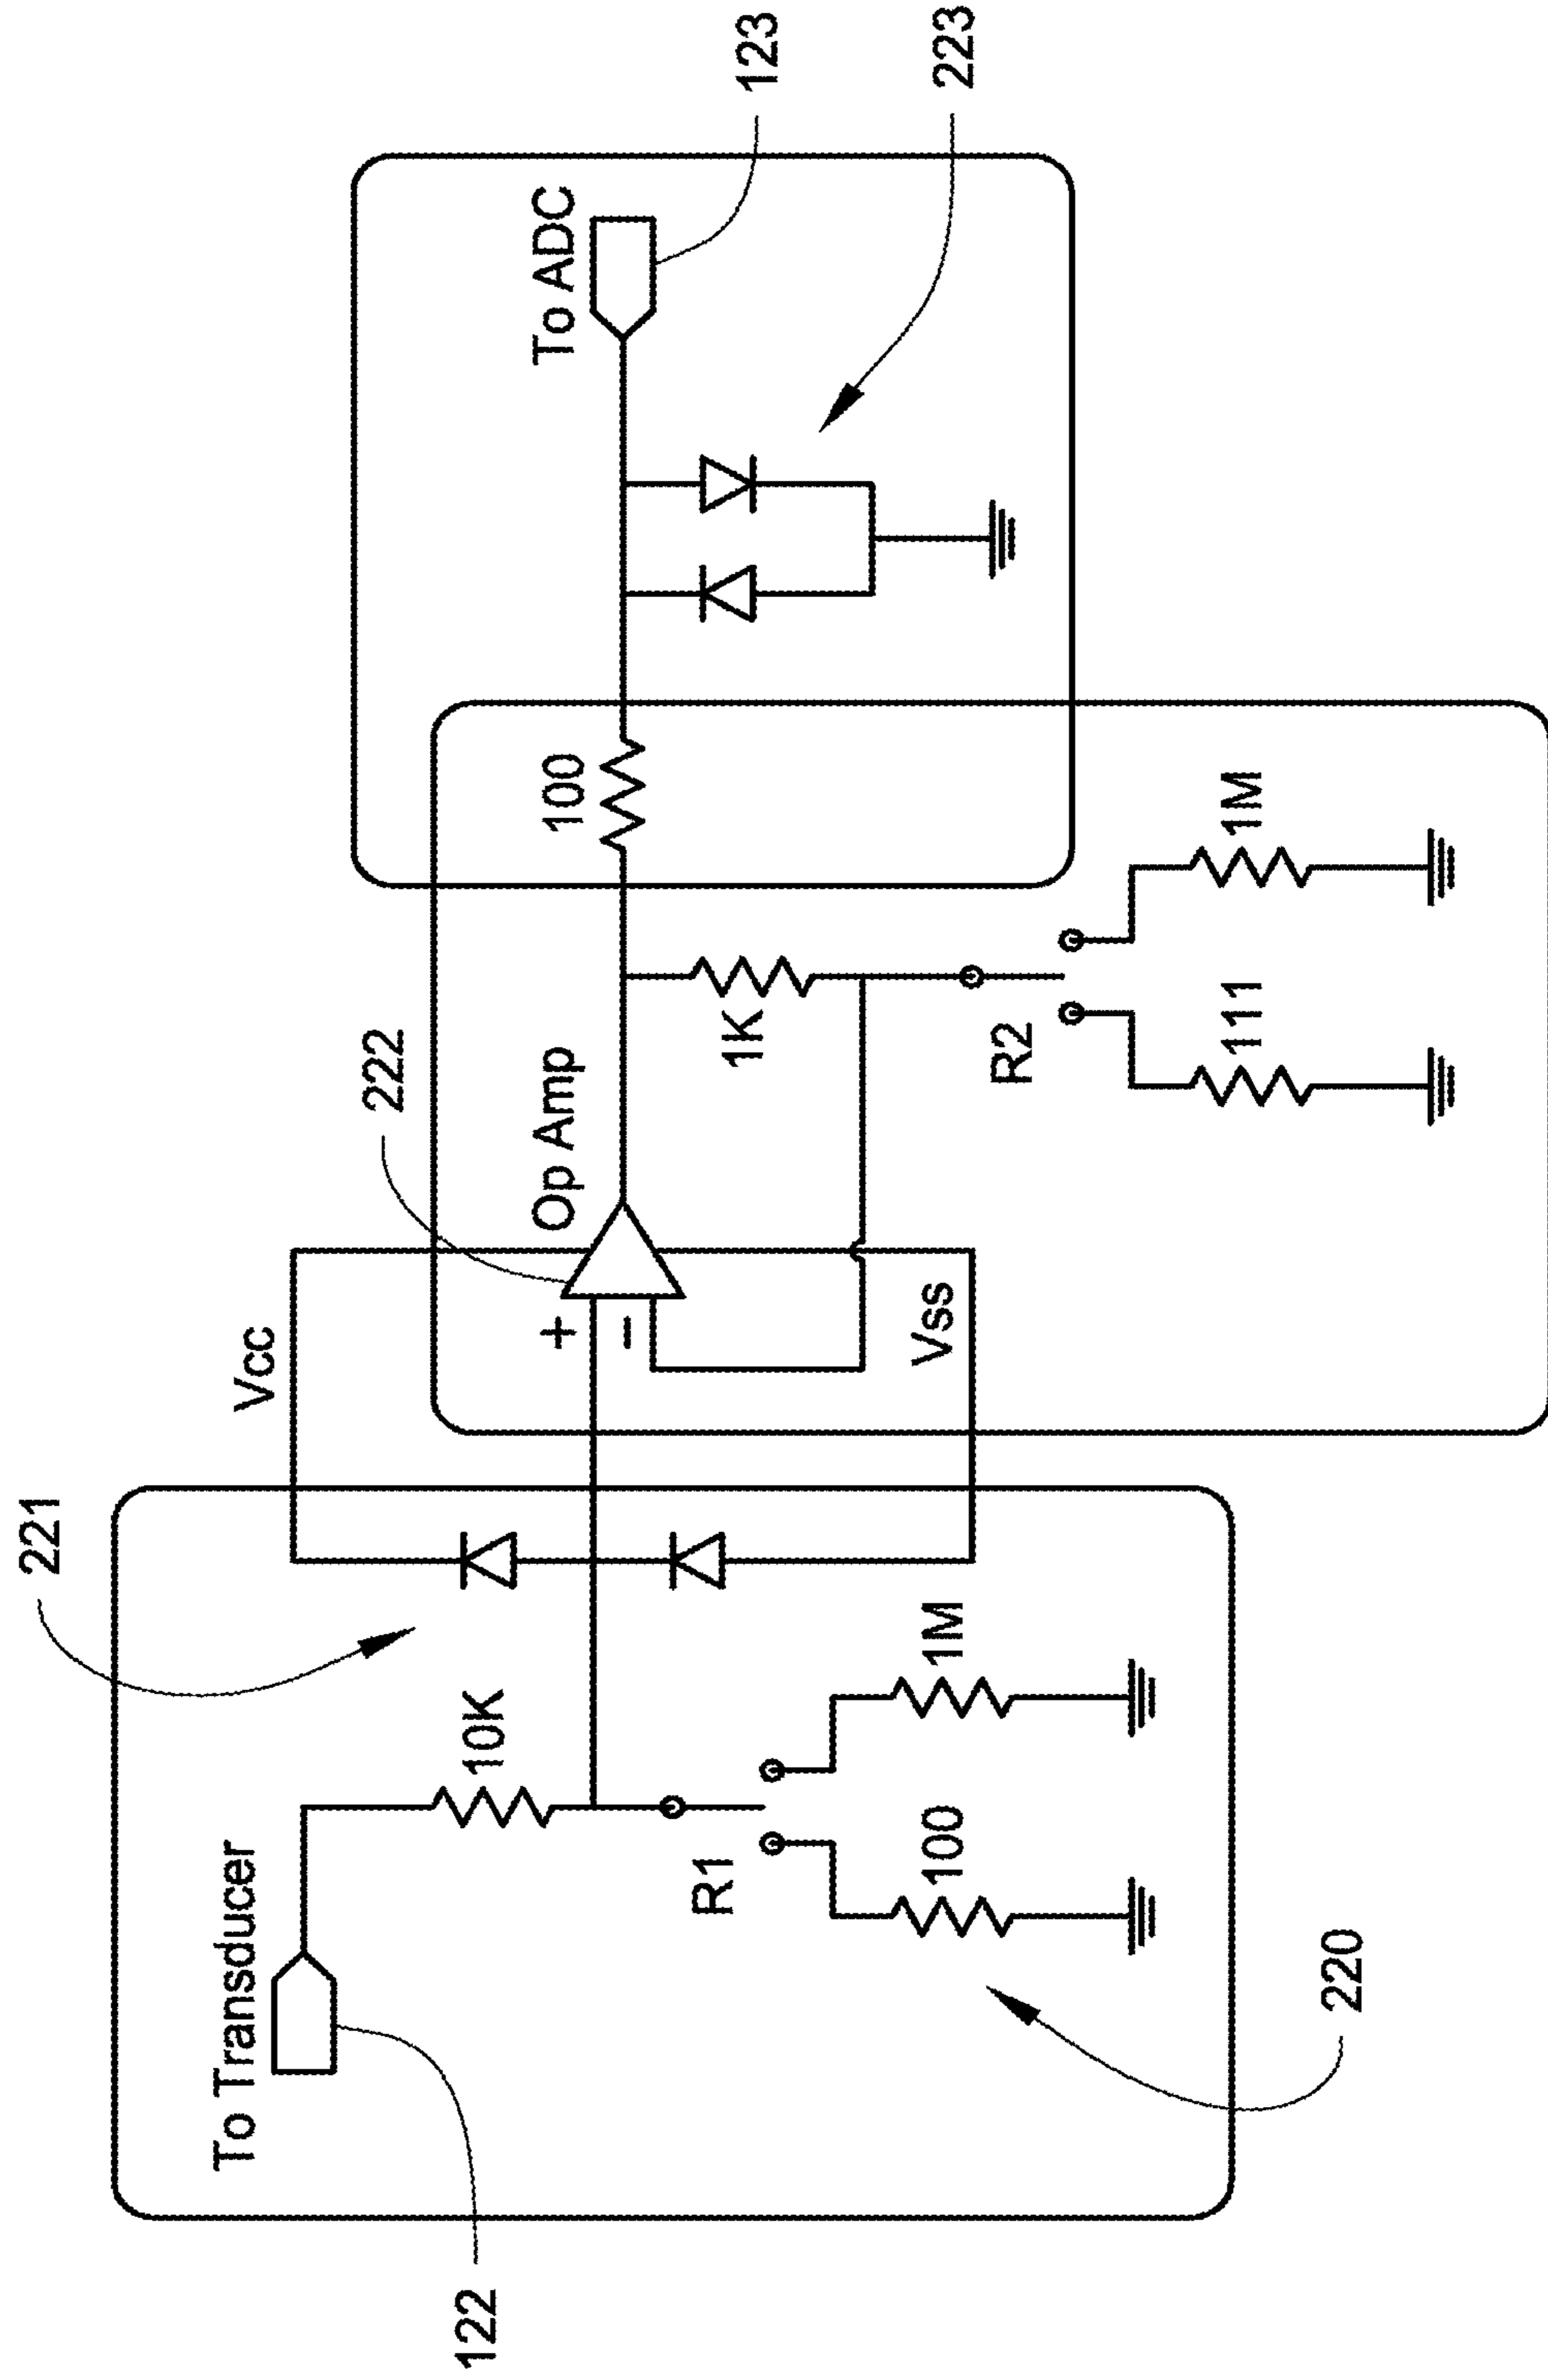 221
Vcc
222
Op Amp
To ADC
123
223
To Transducer
122
10K
+
−
100
1K
R1
100
1M
Vss
R2
111
1M
220